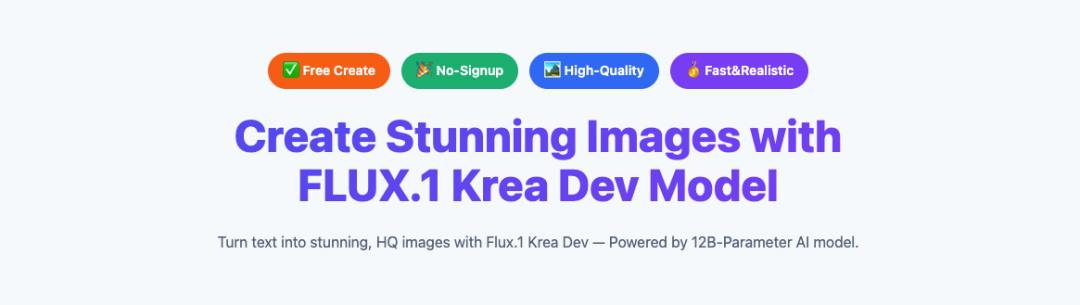 ✅ Free Create
🎉 No-Signup
🏞️ High-Quality
🥇 Fast&Realistic
Create Stunning Images with
FLUX.1 Krea Dev Model
Turn text into stunning, HQ images with Flux.1 Krea Dev — Powered by 12B-Parameter AI model.